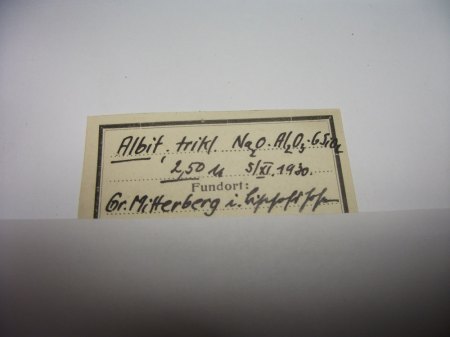 Albit, trikl. Na₂O.Al₂O₃.6SiO₂
2,50 M 5/XI. 1930.
Fundort:
Gr. Mitterberg i.